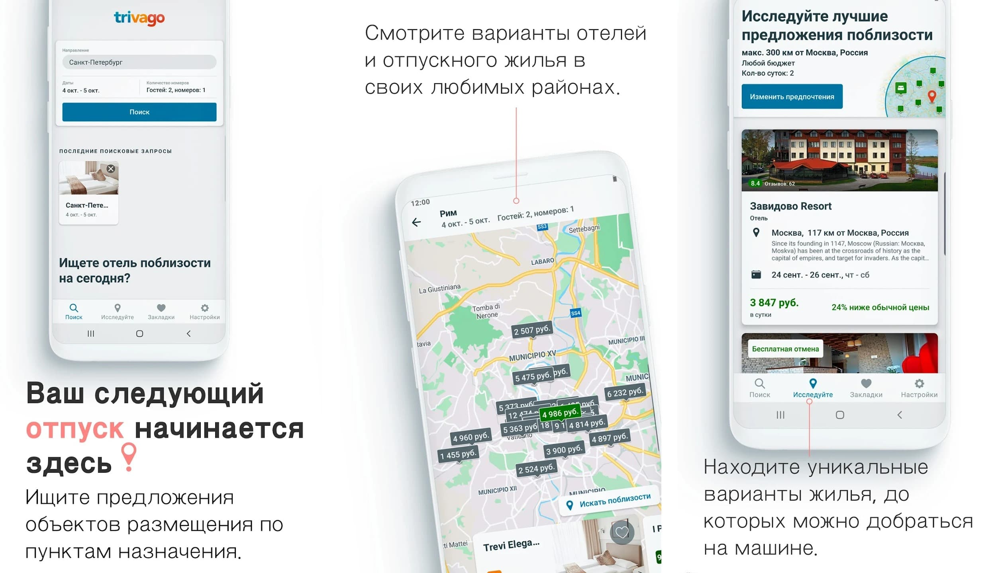 trivago
Направление
Санкт-Петербург
Даты
4 окт. - 5 окт.
Количество номеров
Гостей: 2, номеров: 1
Поиск
ПОСЛЕДНИЕ ПОИСКОВЫЕ ЗАПРОСЫ
Санкт-Пете...
4 окт. - 5 окт.
Ищете отель поблизости
на сегодня?
Поиск
Исследуйте
Закладки
Настройки
Ваш следующий
отпуск начинается
здесь
Ищите предложения
объектов размещения по
пунктам назначения.
Смотрите варианты отелей
и отпускного жилья в
своих любимых районах.
12:00
Рим
4 окт. - 5 окт. Гостей: 2, номеров: 1
SS3
Settebagni
LABARO
La Giustiniana
Tomba di
Nerone
SS4
2 507 руб.
tavia
MUNICIPIO III
MUNICIPIO XV
5 475 руб.
руб.
MUNIC
6 232 руб.
5 373 руб
руб
12 474
4 986 руб.
5 363 руб
18
9 1
4 814 руб.
4 960 руб.
Vaticano
4 897 руб.
1 455 руб.
3 900 руб.
2 524 руб.
MUNICIPIO XII
MUNICIPIO
Искать поблизости
ti Mattei
Trevi Elega...
I P
9
Исследуйте лучшие
предложения поблизости
макс. 300 км от Москва, Россия
Любой бюджет
Кол-во суток: 2
Изменить предпочтения
8.4 Отзывов: 62
Завидово Resort
Отель
Москва, 117 км от Москва, Россия
Since its founding in 1147, Moscow (Russian: Москва,
Moskva) has been at the crossroads of history as the
capital of empires, and target for invaders. As the capit...
24 сент. - 26 сент., чт - сб
3 847 руб.
в сутки
24% ниже обычной цены
Бесплатная отмена
Поиск
Исследуйте
Закладки
Настройки
Находите уникальные
варианты жилья, до
которых можно добраться
на машине.